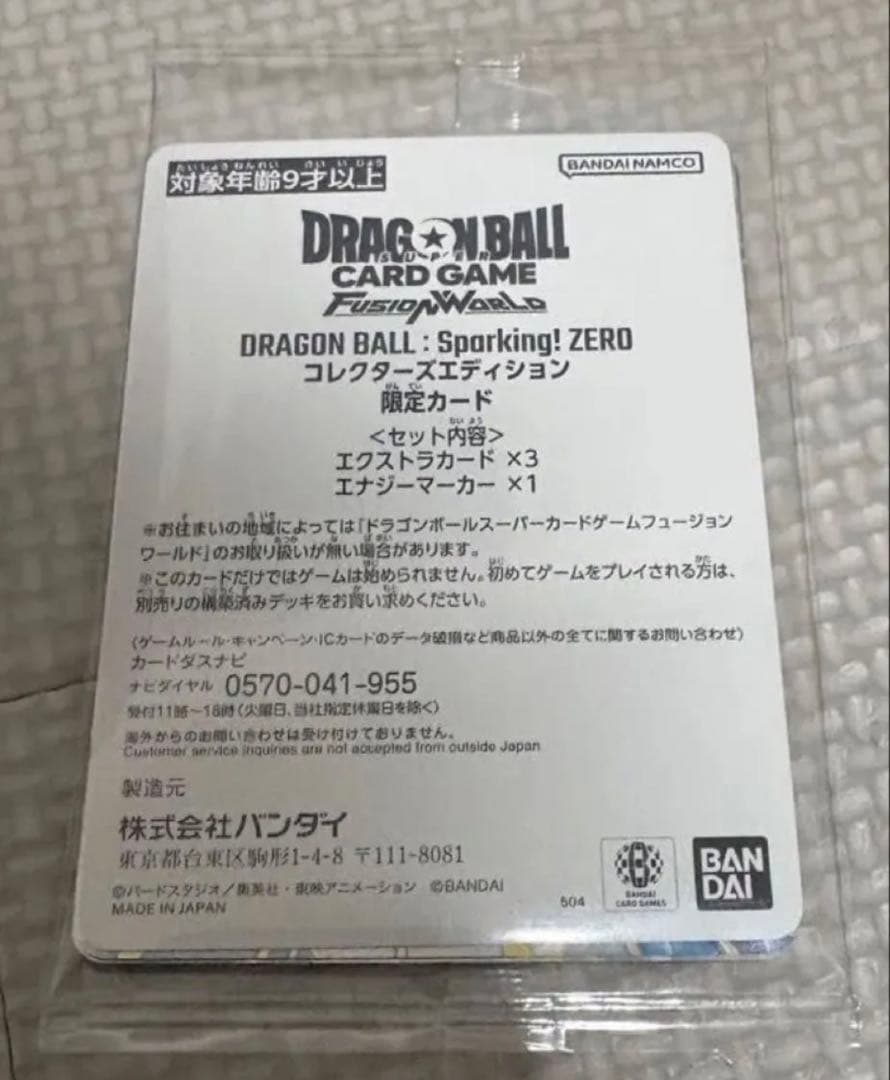 対象年齢9才以上
BANDAI NAMCO
DRAGON BALL
SUPER
CARD GAME
FUSION WORLD
DRAGON BALL : Sparking! ZERO
コレクターズエディション
限定カード
<セット内容>
エクストラカード ×3
エナジーマーカー ×1
※お住まいの地域によっては「ドラゴンボールスーパーカードゲームフュージョン
ワールド」のお取り扱いが無い場合があります。
※このカードだけではゲームは始められません。初めてゲームをプレイされる方は、
別売りの構築済みデッキをお買い求めください。
〈ゲームルール・キャンペーン・ICカードのデータ破損など商品以外の全てに関するお問い合わせ〉
カードダスナビ
ナビダイヤル 0570-041-955
受付11時～16時(火曜日、当社指定休業日を除く)
海外からのお問い合わせは受け付けておりません。
Customer service inquiries are not accepted from outside Japan
製造元
株式会社バンダイ
東京都台東区駒形1-4-8 〒111-8081
©バードスタジオ／集英社・東映アニメーション ©BANDAI
MADE IN JAPAN
504
BANDAI
CARD GAMES
BAN
DAI